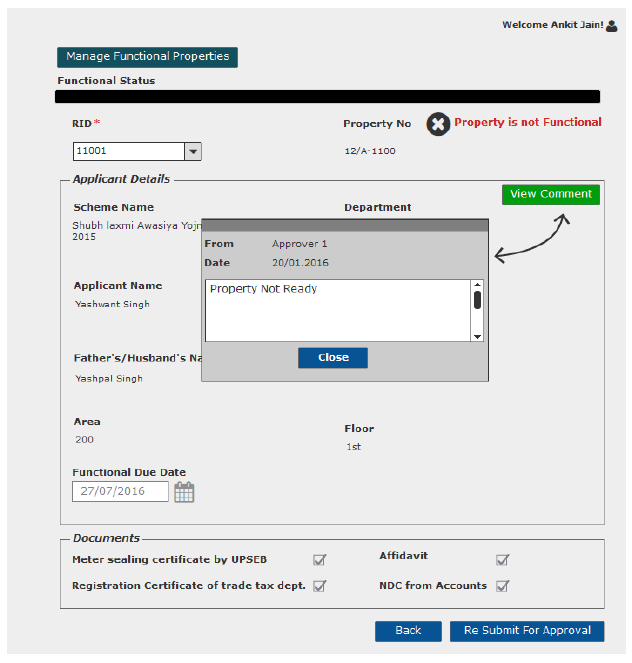 Welcome Ankit Jain!
Manage Functional Properties
Functional Status
RID*
Property No
Property is not Functional
11001
12/A-1100
Applicant Details
View Comment
Scheme Name
Department
Shubh laxmi Awasiya Yojn
2015
From Approver 1
Date 20/01.2016
Property Not Ready
Close
Applicant Name
Yashwant Singh
Father's/Husband's Na
Yashpal Singh
Area
200
Floor
1st
Functional Due Date
27/07/2016
Documents
Meter sealing certificate by UPSEB
Affidavit
Registration Certificate of trade tax dept.
NDC from Accounts
Back
Re Submit For Approval